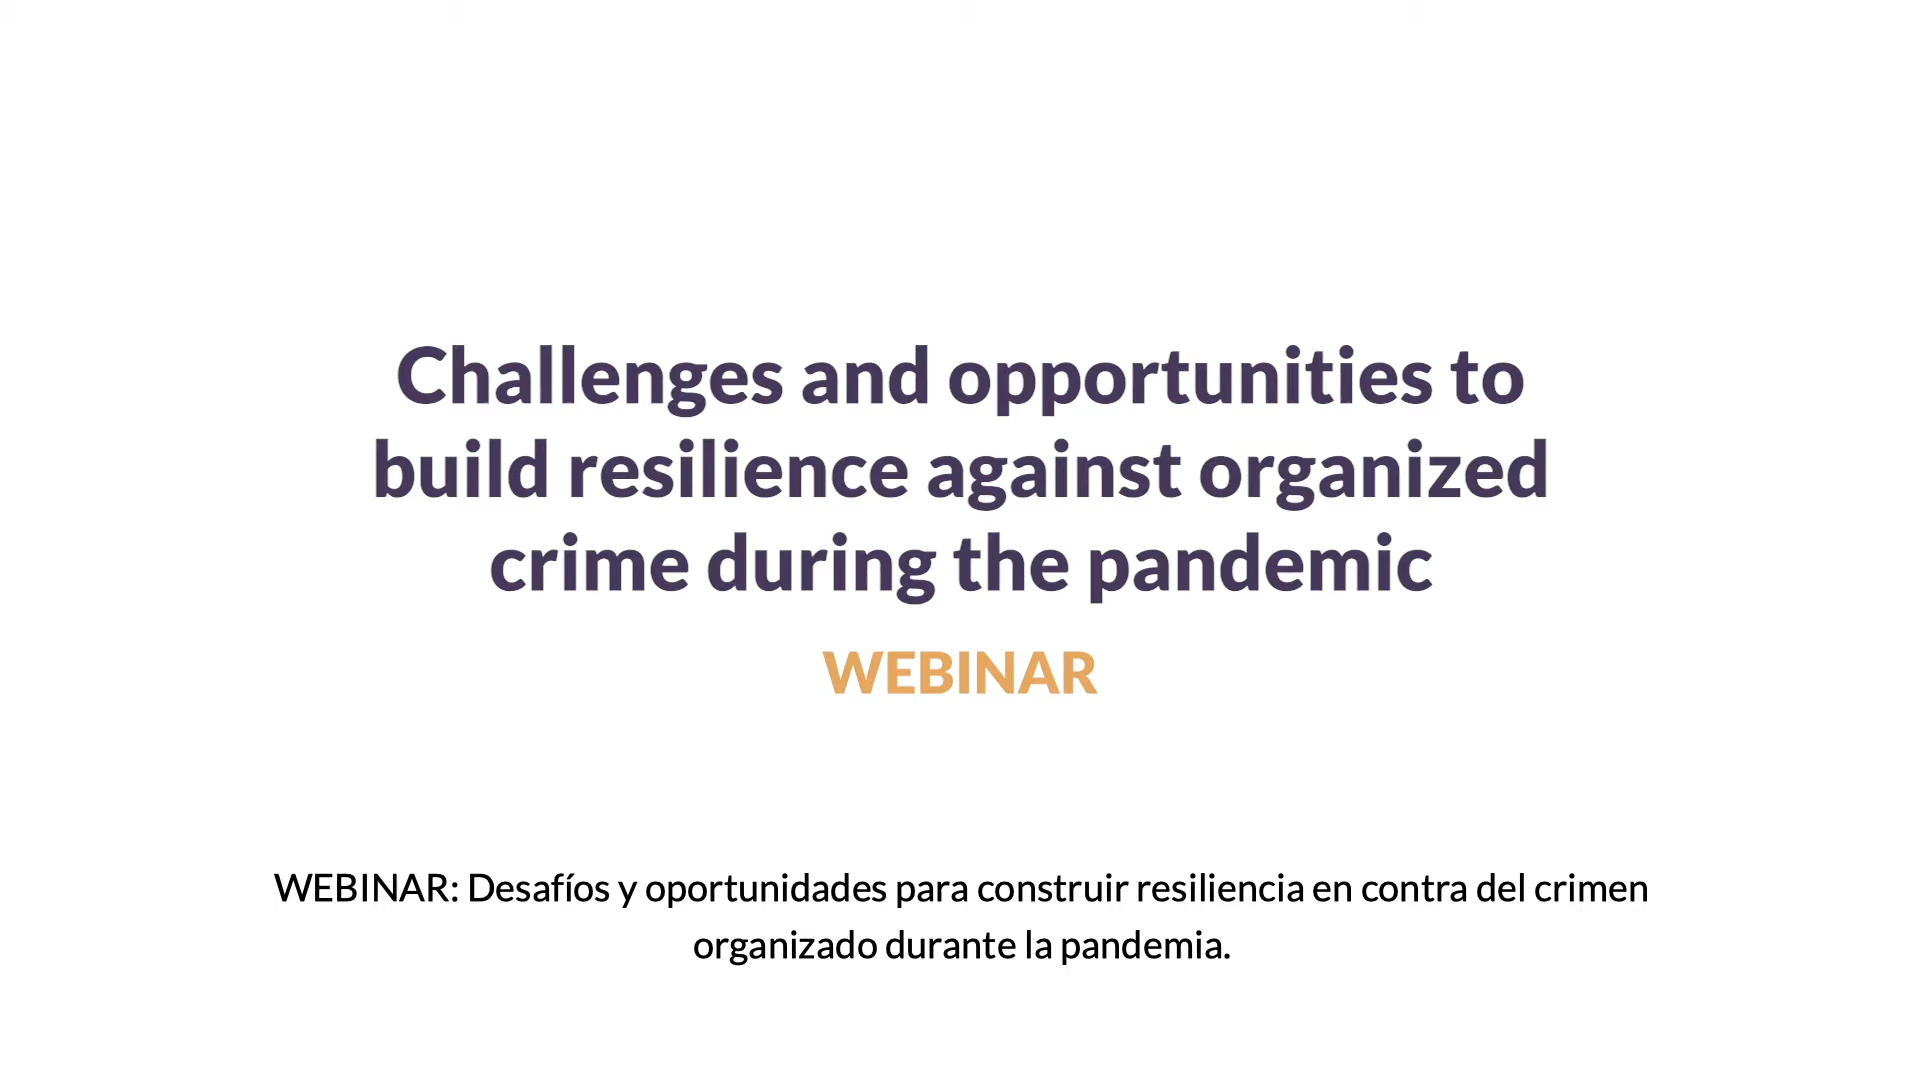 Challenges and opportunities to
build resilience against organized
crime during the pandemic
WEBINAR
WEBINAR: Desafíos y oportunidades para construir resiliencia en contra del crimen
organizado durante la pandemia.